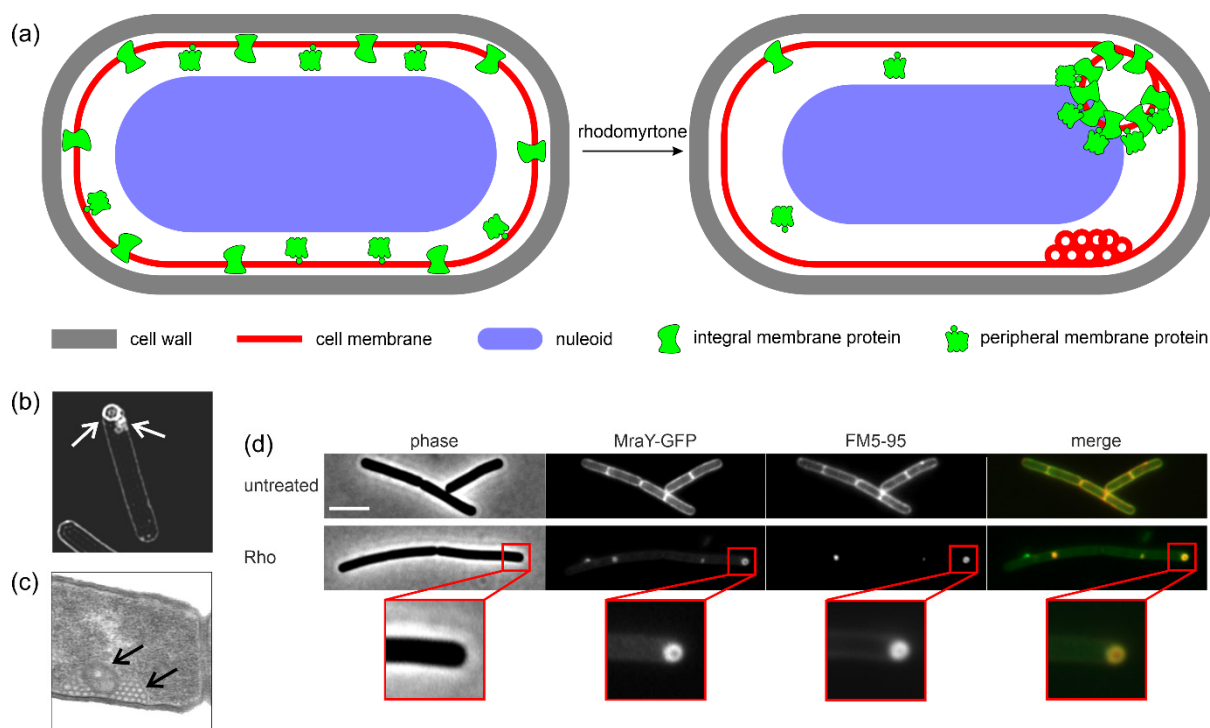 (a)
rhodomyrtone
cell wall
cell membrane
nuleoid
integral membrane protein
peripheral membrane protein
(b)
(c)
(d)
phase
MraY-GFP
FM5-95
merge
untreated
Rho